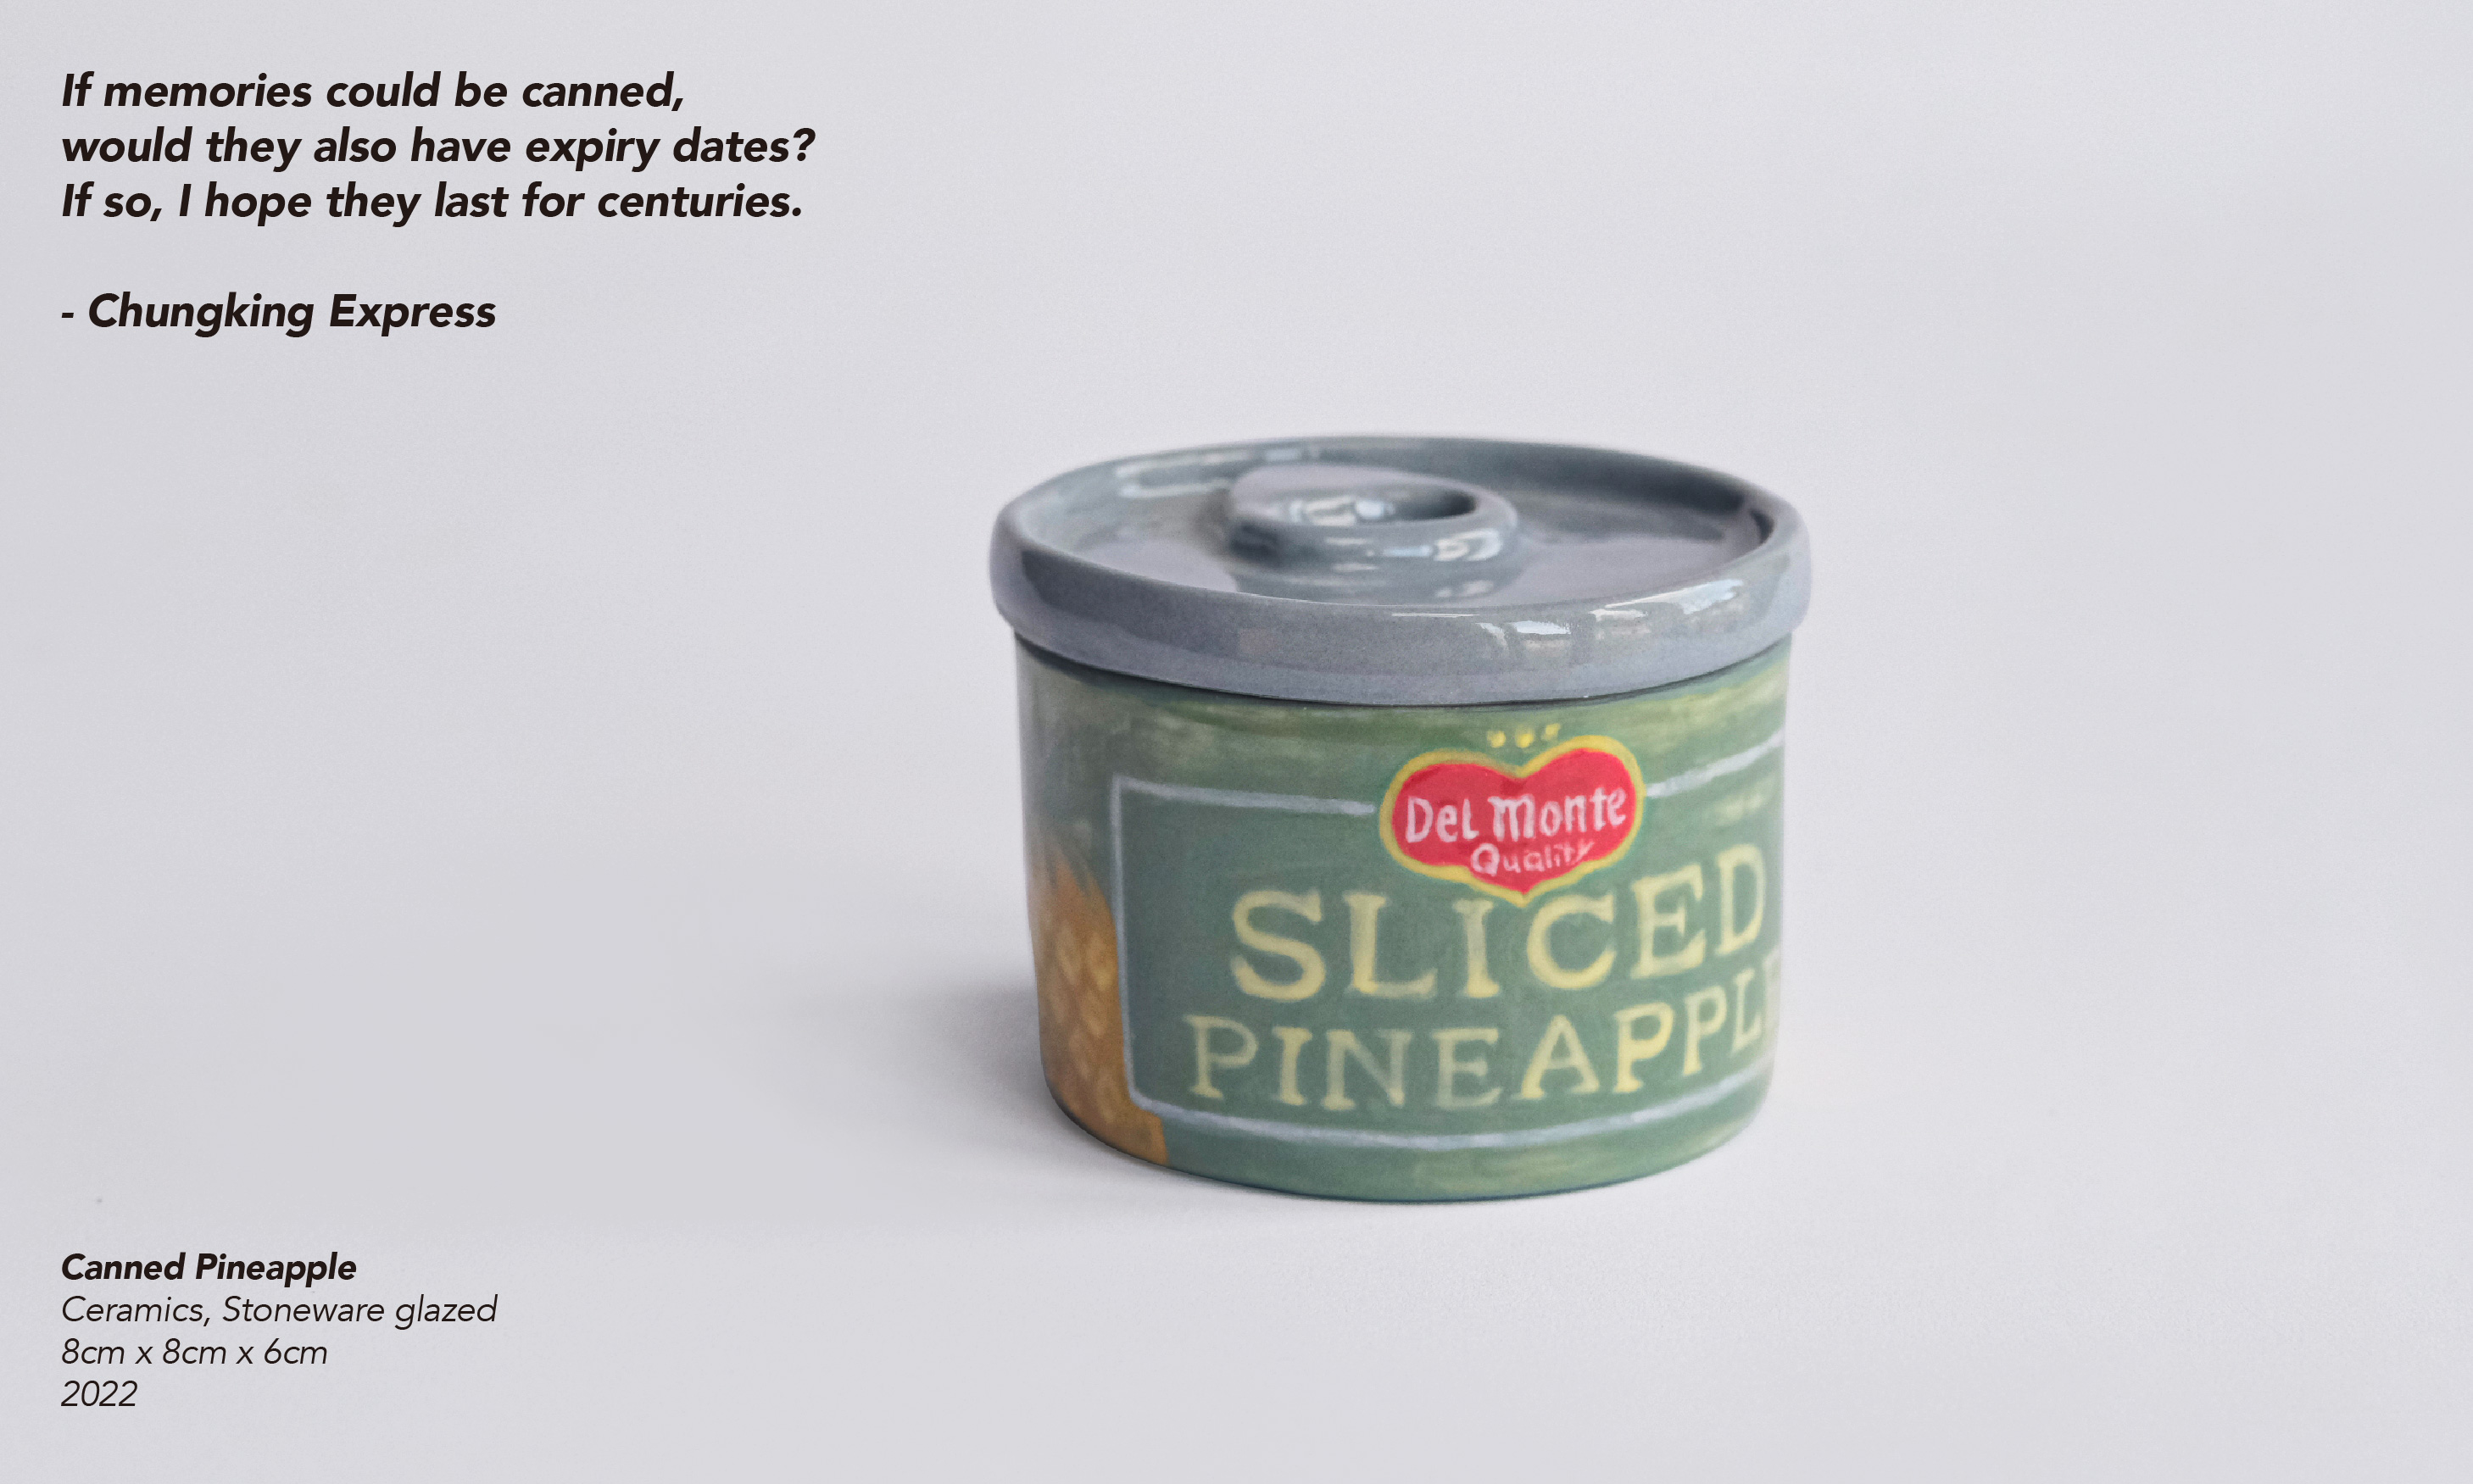 If memories could be canned,
would they also have expiry dates?
If so, I hope they last for centuries.
- Chungking Express
Del Monte
Quality
SLICED
PINEAPPLE
Canned Pineapple
Ceramics, Stoneware glazed
8cm x 8cm x 6cm
2022